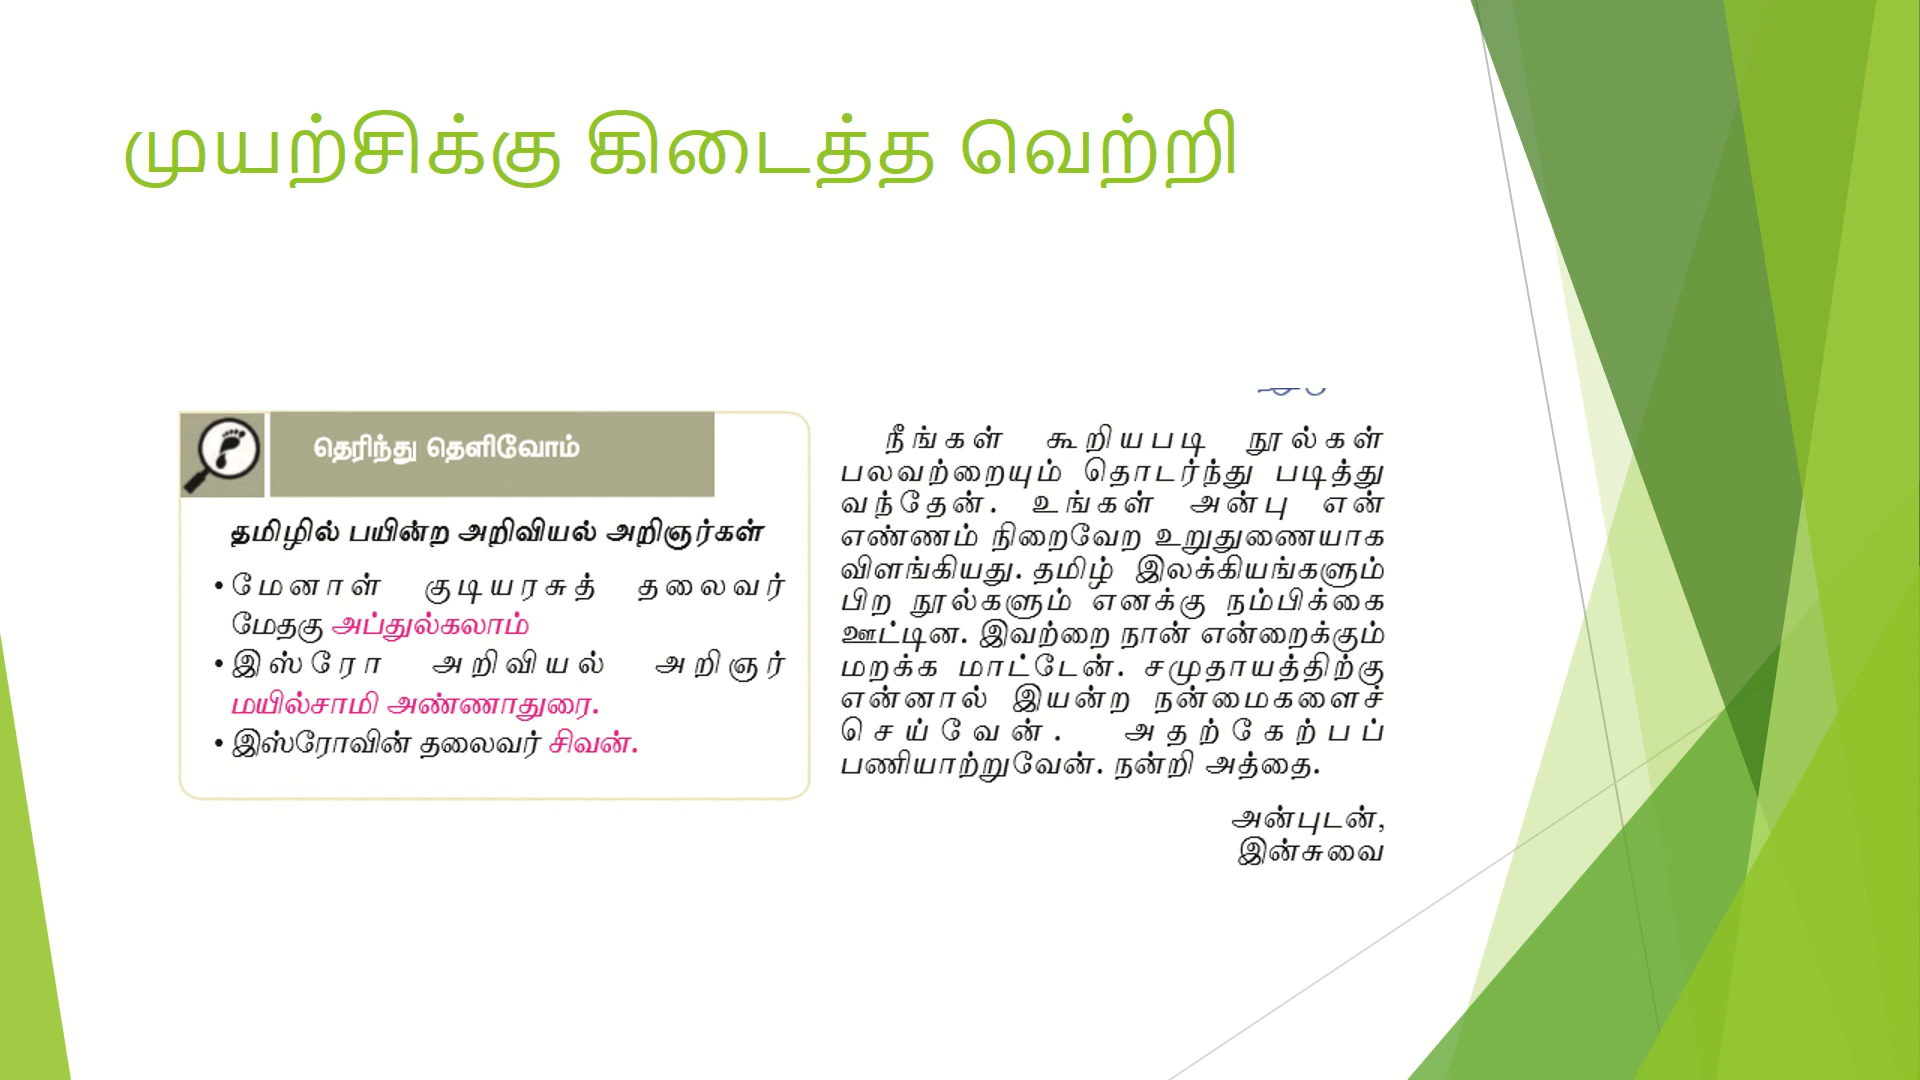 முயற்சிக்கு கிடைத்த வெற்றி
தெரிந்து தெளிவோம்
தமிழில் பயின்ற அறிவியல் அறிஞர்கள்
• மேனாள் குடியரசுத் தலைவர்
மேதகு அப்துல்கலாம்
• இஸ்ரோ அறிவியல் அறிஞர்
மயில்சாமி அண்ணாதுரை.
• இஸ்ரோவின் தலைவர் சிவன்.
நீங்கள் கூறியபடி நூல்கள்
பலவற்றையும் தொடர்ந்து படித்து
வந்தேன். உங்கள் அன்பு என்
எண்ணம் நிறைவேற உறுதுணையாக
விளங்கியது. தமிழ் இலக்கியங்களும்
பிற நூல்களும் எனக்கு நம்பிக்கை
ஊட்டின. இவற்றை நான் என்றைக்கும்
மறக்க மாட்டேன். சமுதாயத்திற்கு
என்னால் இயன்ற நன்மைகளைச்
செய்வேன். அதற்கேற்பப்
பணியாற்றுவேன். நன்றி அத்தை.
அன்புடன்,
இன்சுவை